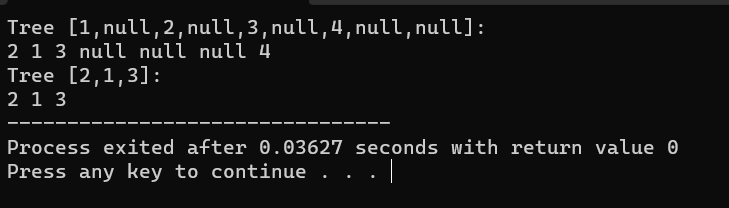 Tree [1,null,2,null,3,null,4,null,null]:
2 1 3 null null null 4
Tree [2,1,3]:
2 1 3
--------------------------------
Process exited after 0.03627 seconds with return value 0
Press any key to continue . . .